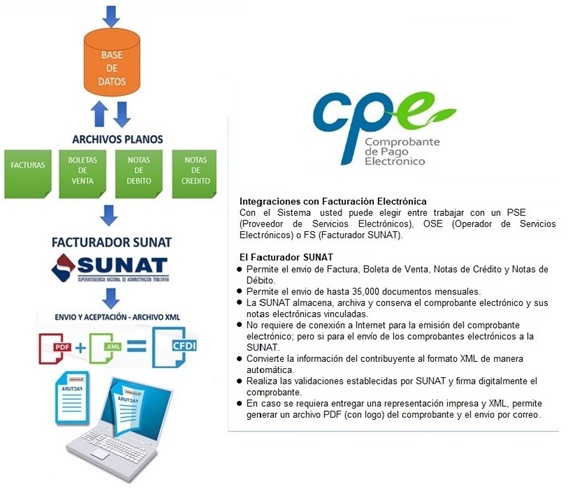 BASE
DE
DATOS
ARCHIVOS PLANOS
FACTURAS
BOLETAS
DE
VENTA
NOTAS
DE
DEBITO
NOTAS
DE
CREDITO
FACTURADOR SUNAT
SUNAT
SUPERINTENDENCIA NACIONAL DE ADMINISTRACIÓN TRIBUTARIA
ENVIO Y ACEPTACIÓN - ARCHIVO XML
PDF + .XML = CFDI
FACTURA
FACTURA
cpe
Comprobante
de Pago
Electrónico
Integraciones con Facturación Electrónica
Con el Sistema usted puede elegir entre trabajar con un PSE
(Proveedor de Servicios Electrónicos), OSE (Operador de Servicios
Electrónicos) o FS (Facturador SUNAT).
El Facturador SUNAT
● Permite el envio de Factura, Boleta de Venta, Notas de Crédito y Notas de
Débito.
● Permite el envio de hasta 35,000 documentos mensuales.
● La SUNAT almacena, archiva y conserva el comprobante electrónico y sus
notas electrónicas vinculadas.
● No requiere de conexión a Internet para la emisión del comprobante
electrónico; pero si para el envío de los comprobantes electrónicos a la
SUNAT.
● Convierte la información del contribuyente al formato XML de manera
automática.
● Realiza las validaciones establecidas por SUNAT y firma digitalmente el
comprobante.
● En caso se requiera entregar una representación impresa y XML, permite
generar un archivo PDF (con logo) del comprobante y el envio por correo.